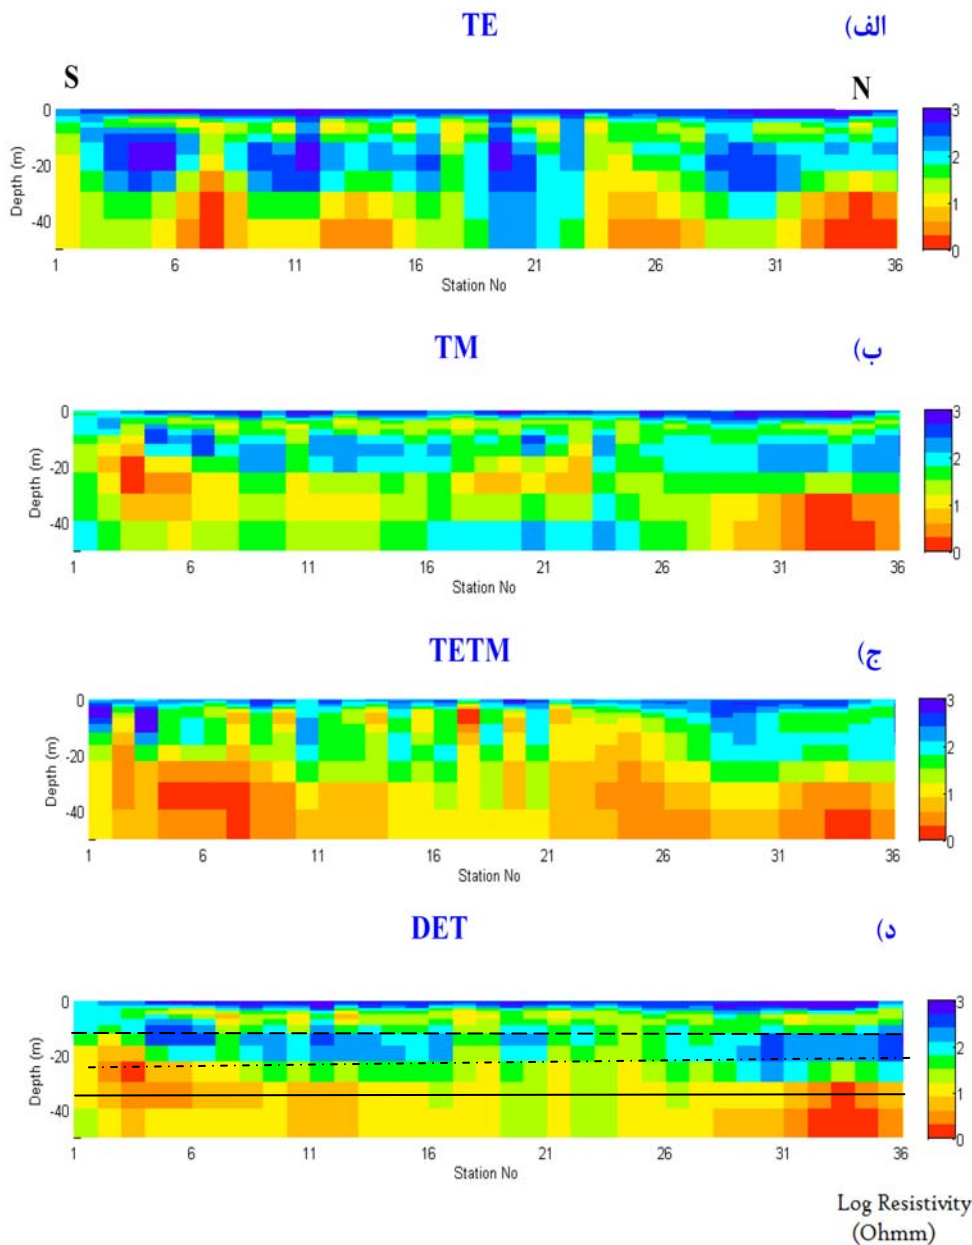 TE الف)
S N
0
-20
-40
Depth (m)
1 6 11 16 21 26 31 36
Station No
3
2
1
0
TM ب)
0
-20
-40
Depth (m)
1 6 11 16 21 26 31 36
Station No
3
2
1
0
TETM ج)
0
-20
-40
Depth (m)
1 6 11 16 21 26 31 36
Station No
3
2
1
0
DET د)
0
-20
-40
Depth (m)
1 6 11 16 21 26 31 36
Station No
3
2
1
0
Log Resistivity
(Ohmm)